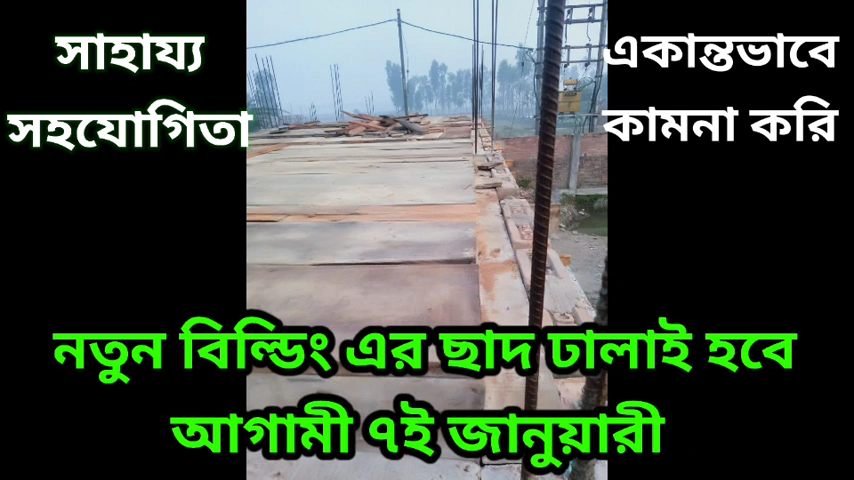 সাহায্য
সহযোগিতা
একান্তভাবে
কামনা করি
নতুন বিল্ডিং এর ছাদ ঢালাই হবে
আগামী ৭ই জানুয়ারী